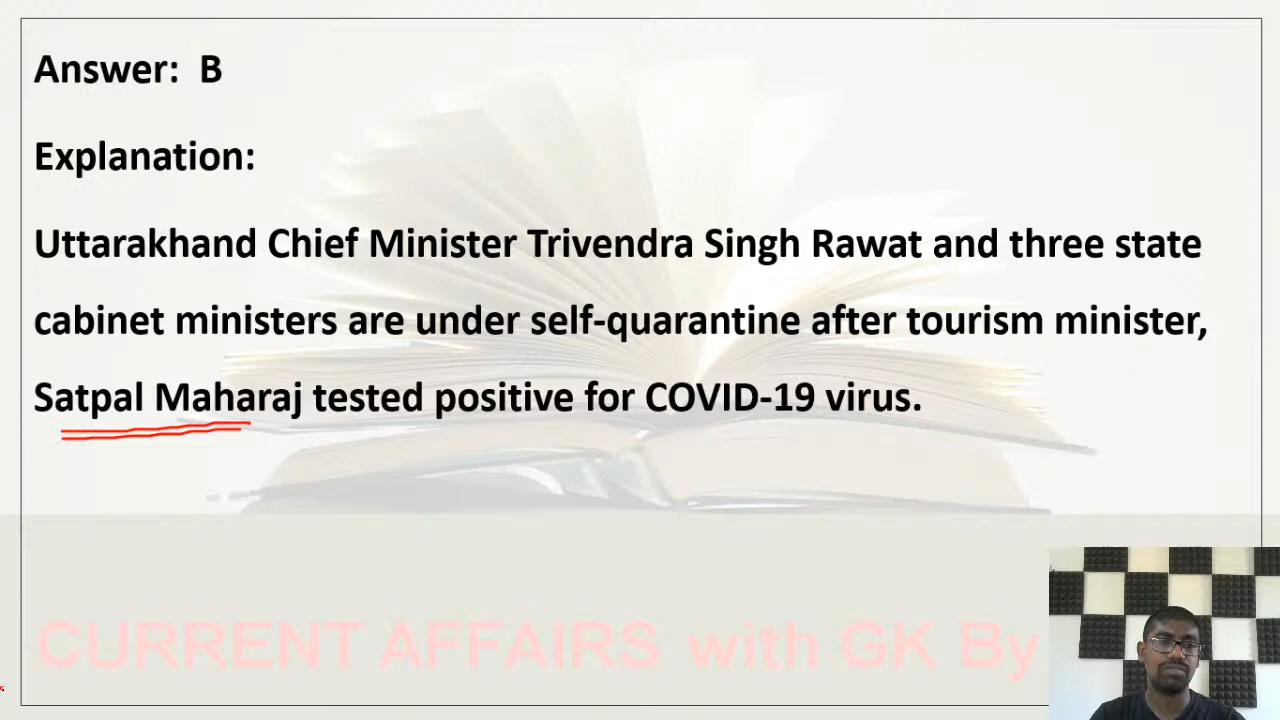 Answer: B
Explanation:
Uttarakhand Chief Minister Trivendra Singh Rawat and three state
cabinet ministers are under self-quarantine after tourism minister,
Satpal Maharaj tested positive for COVID-19 virus.
CURRENT AFFAIRS with GK By